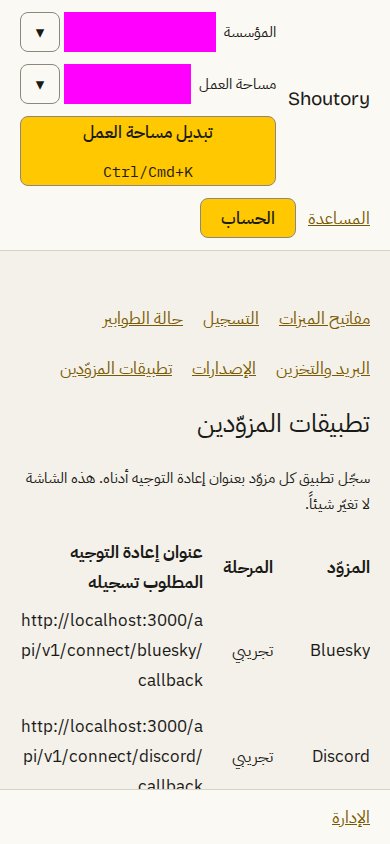 المؤسسة
▼
مساحة العمل
▼
Shoutory
تبديل مساحة العمل
Ctrl/Cmd+K
المساعدة
الحساب
مفاتيح الميزات
التسجيل
حالة الطوابير
البريد والتخزين
الإصدارات
تطبيقات المزوّدين
تطبيقات المزوّدين
سجّل تطبيق كل مزوّد بعنوان إعادة التوجيه أدناه. هذه الشاشة
لا تغيّر شيئاً.
المزوّد
المرحلة
عنوان إعادة التوجيه
المطلوب تسجيله
Bluesky
تجريبي
http://localhost:3000/a
pi/v1/connect/bluesky/
callback
Discord
تجريبي
http://localhost:3000/a
pi/v1/connect/discord/
callback
الإدارة